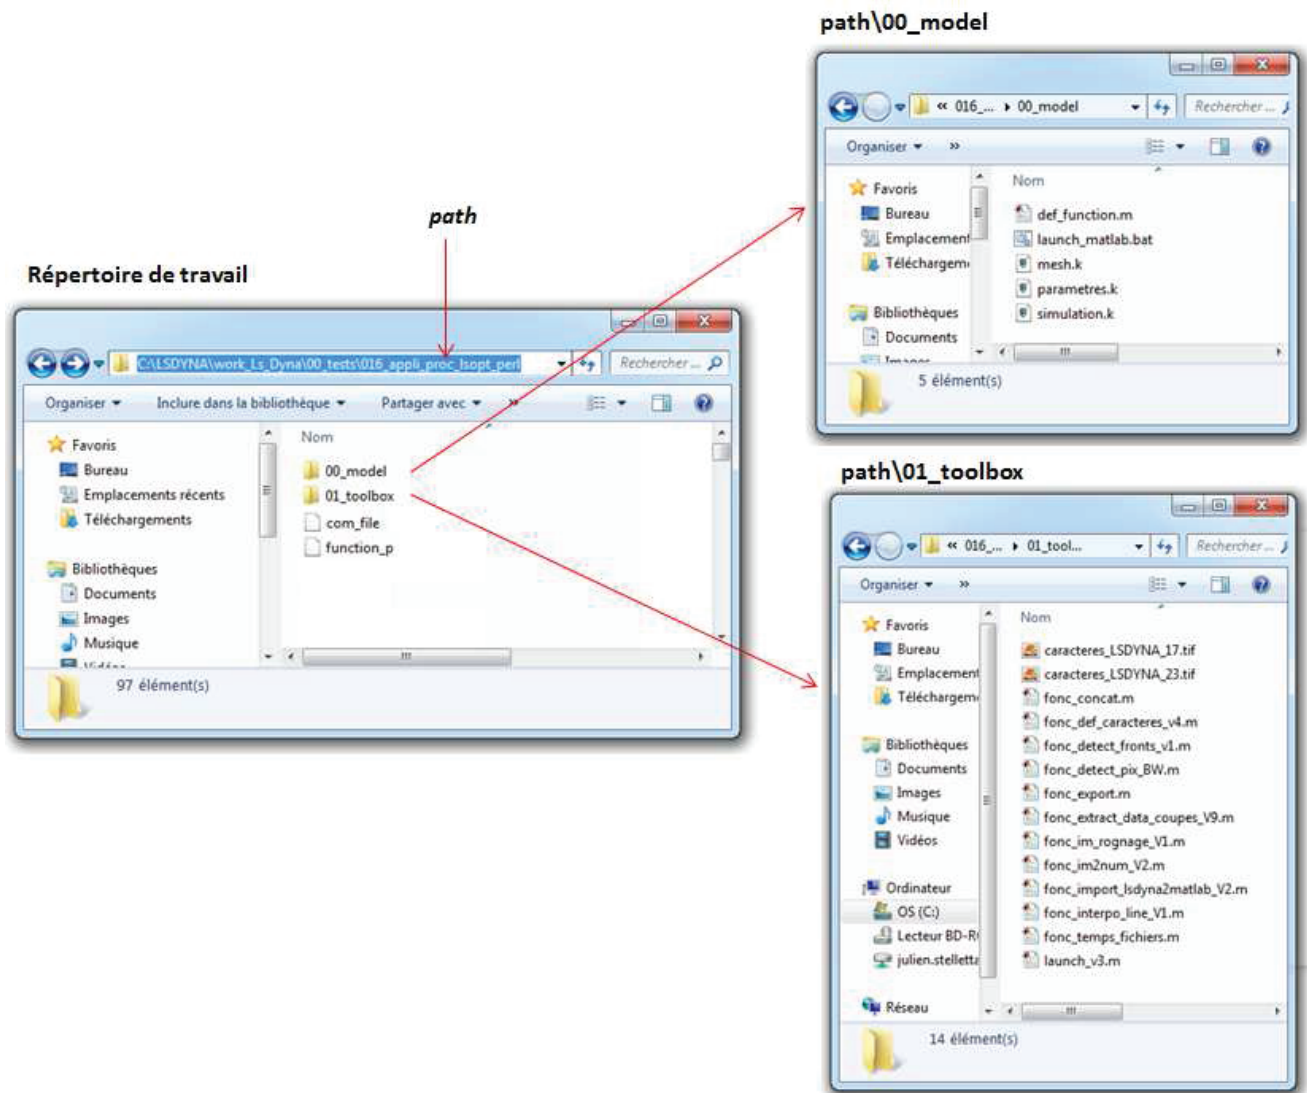 path\00_model
« 016_... ▸ 00_model
Rechercher ...
Organiser
»
Nom
Favoris
Bureau
Emplacement
Téléchargem
Bibliothèques
Documents
def_function.m
launch_matlab.bat
mesh.k
parametres.k
simulation.k
5 élément(s)
path
Répertoire de travail
C:\LSDYNA\work_Ls_Dyna\00_tests\016_appli_proc_lsopt_perl
Rechercher ...
Organiser
Inclure dans la bibliothèque
Partager avec
»
Nom
Favoris
Bureau
Emplacements récents
Téléchargements
Bibliothèques
Documents
Images
Musique
00_model
01_toolbox
com_file
function_p
97 élément(s)
path\01_toolbox
« 016_... ▸ 01_tool...
Rechercher ...
Organiser
»
Nom
Favoris
Bureau
Emplacement
Téléchargem
Bibliothèques
Documents
Images
Musique
Vidéos
Ordinateur
OS (C:)
Lecteur BD-R
julien.stelletta
Réseau
caracteres_LSDYNA_17.tif
caracteres_LSDYNA_23.tif
fonc_concat.m
fonc_def_caracteres_v4.m
fonc_detect_fronts_v1.m
fonc_detect_pix_BW.m
fonc_export.m
fonc_extract_data_coupes_V9.m
fonc_im_rognage_V1.m
fonc_im2num_V2.m
fonc_import_lsdyna2matlab_V2.m
fonc_interpo_line_V1.m
fonc_temps_fichiers.m
launch_v3.m
14 élément(s)